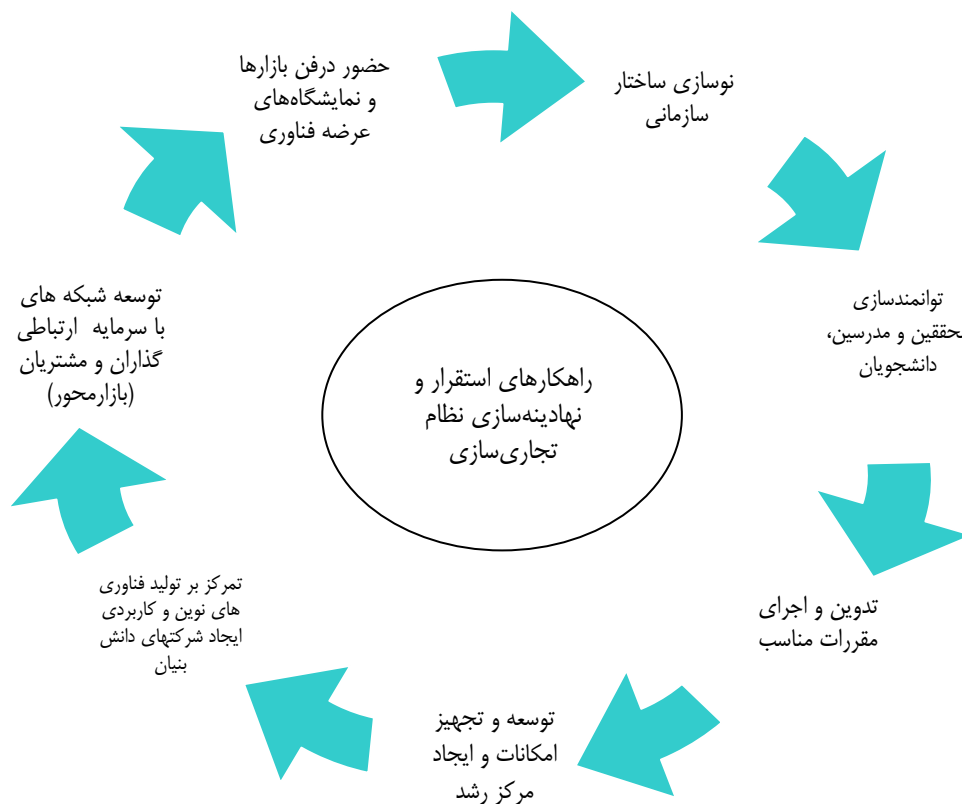 حضور درفن بازارها
و نمایشگاه‌های
عرضه فناوری
نوسازی ساختار
سازمانی
توانمندسازی
محققین و مدرسین،
دانشجویان
تدوین و اجرای
مقررات مناسب
توسعه و تجهیز
امکانات و ایجاد
مرکز رشد
تمرکز بر تولید فناوری
های نوین و کاربردی
ایجاد شرکتهای دانش
بنیان
توسعه شبکه های
با سرمایه ارتباطی
گذاران و مشتریان
(بازارمحور)
راهکارهای استقرار و
نهادینه‌سازی نظام
تجاری‌سازی